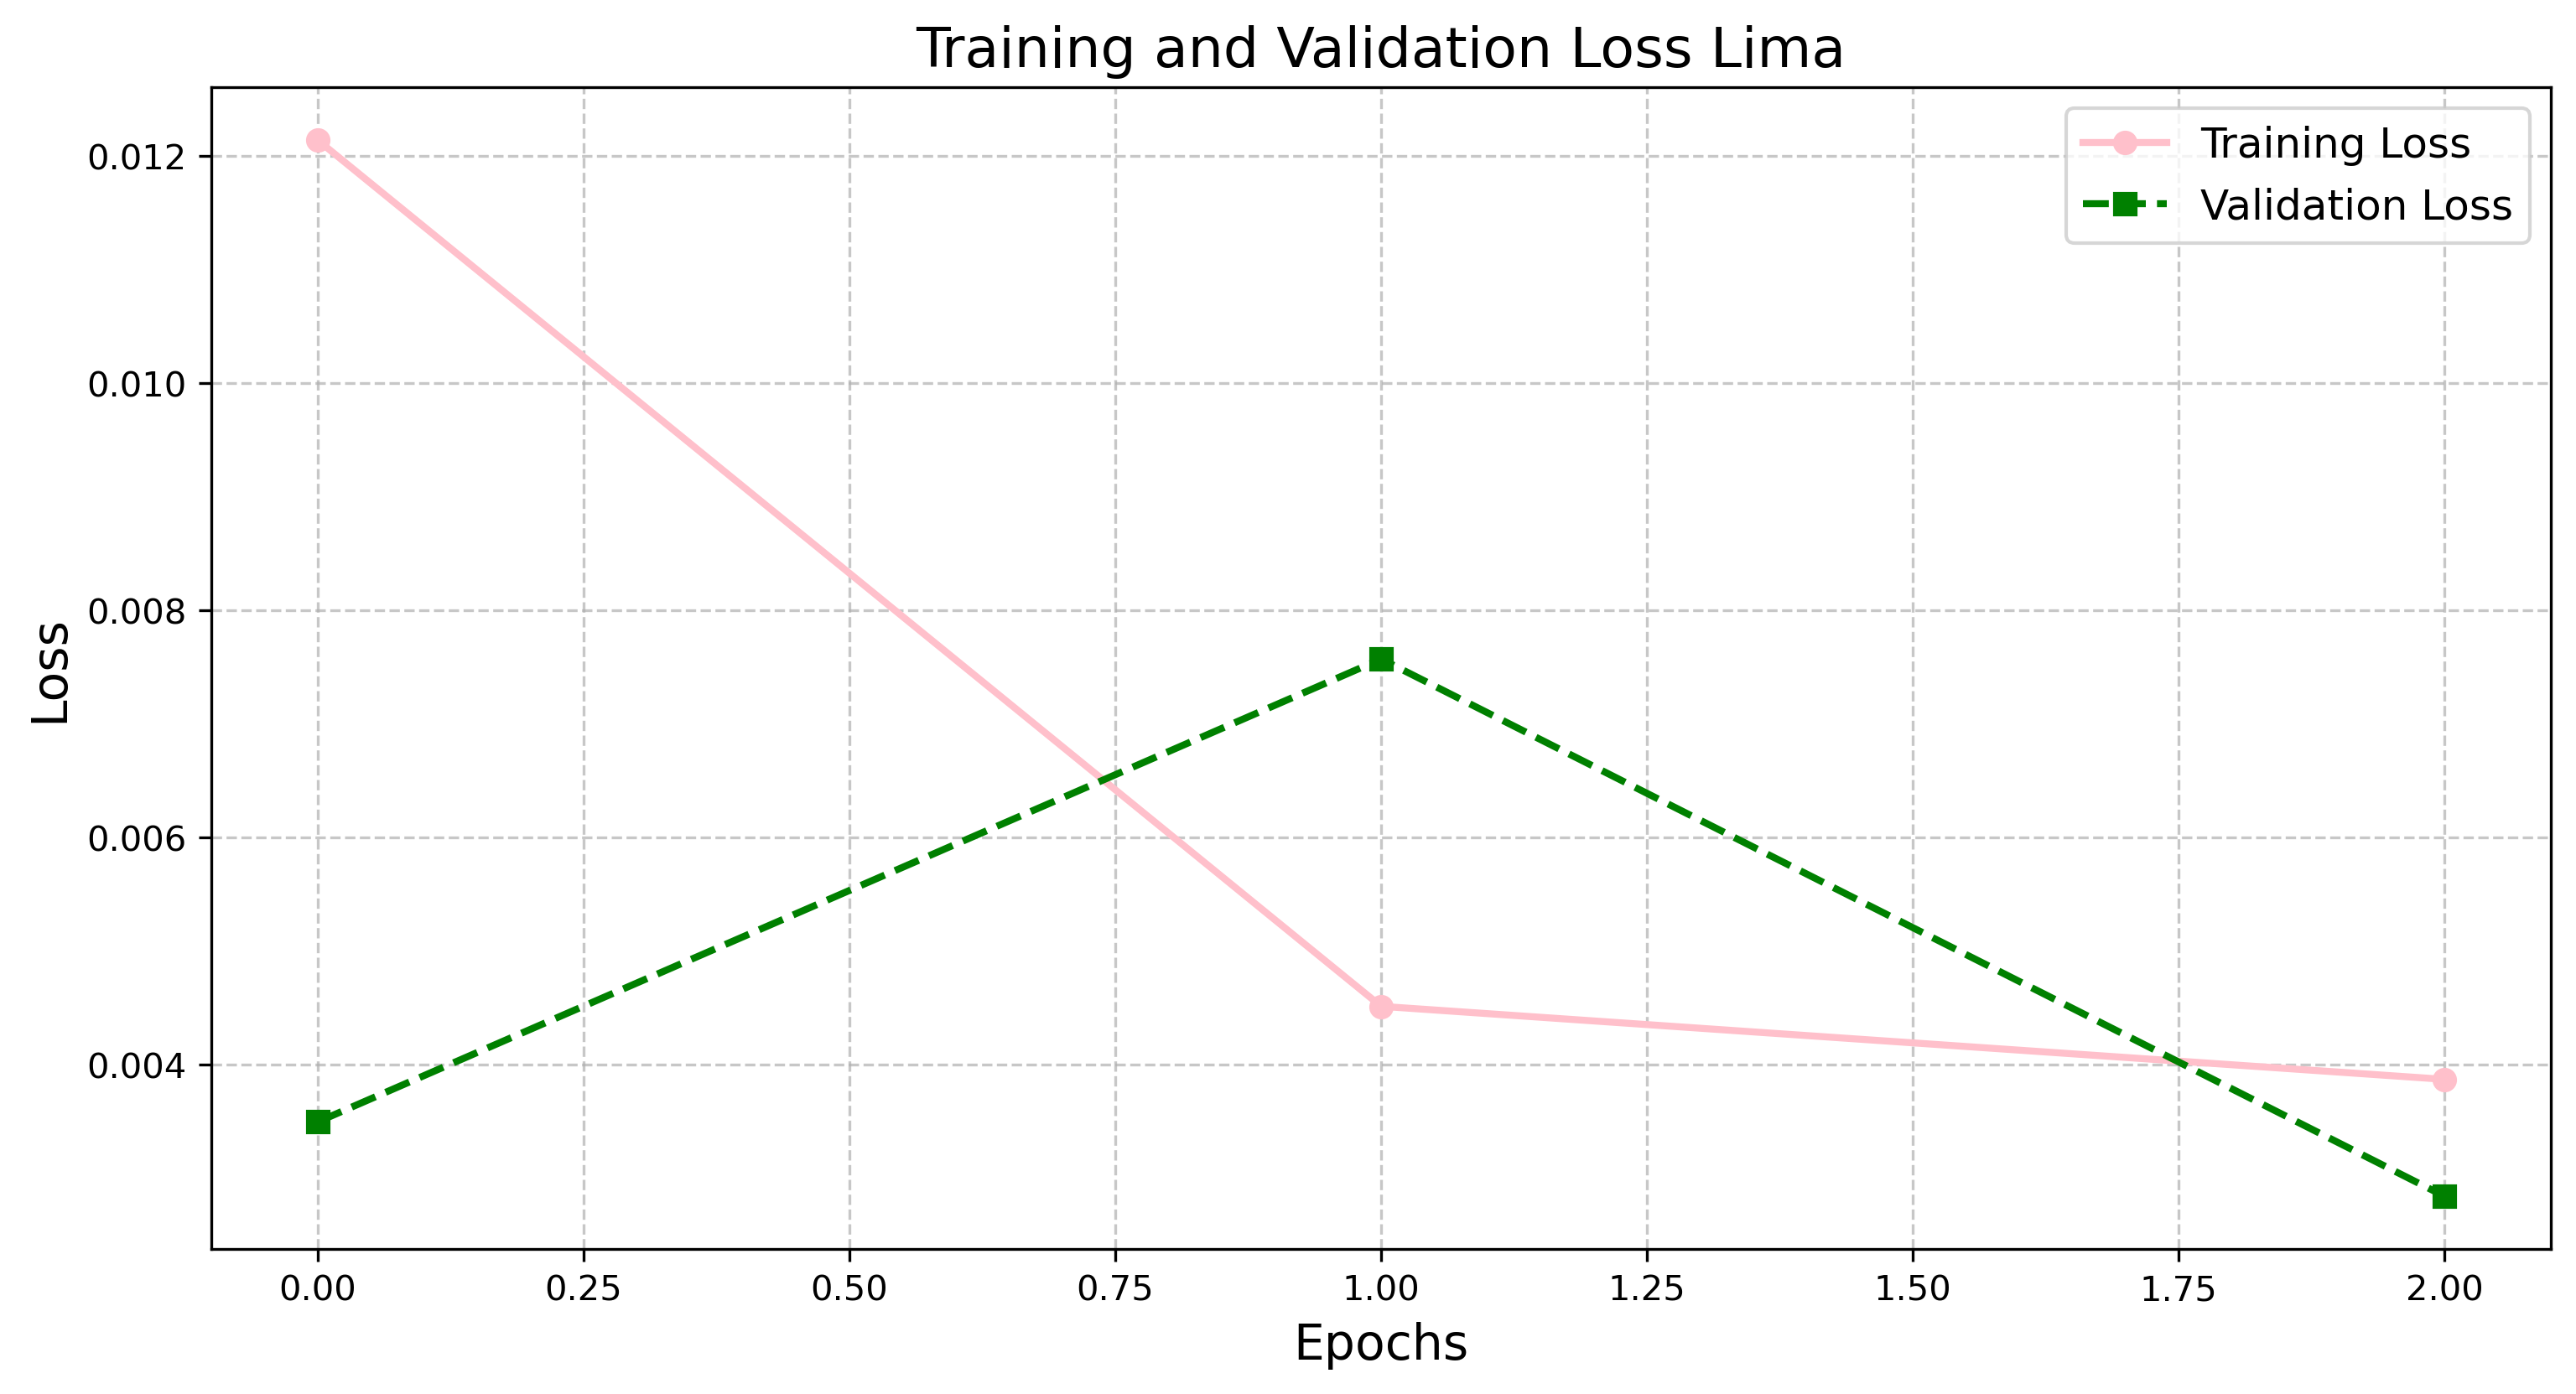 Training and Validation Loss Lima
Training Loss
Validation Loss
0.012
0.010
0.008
0.006
0.004
Loss
0.00 0.25 0.50 0.75 1.00 1.25 1.50 1.75 2.00
Epochs